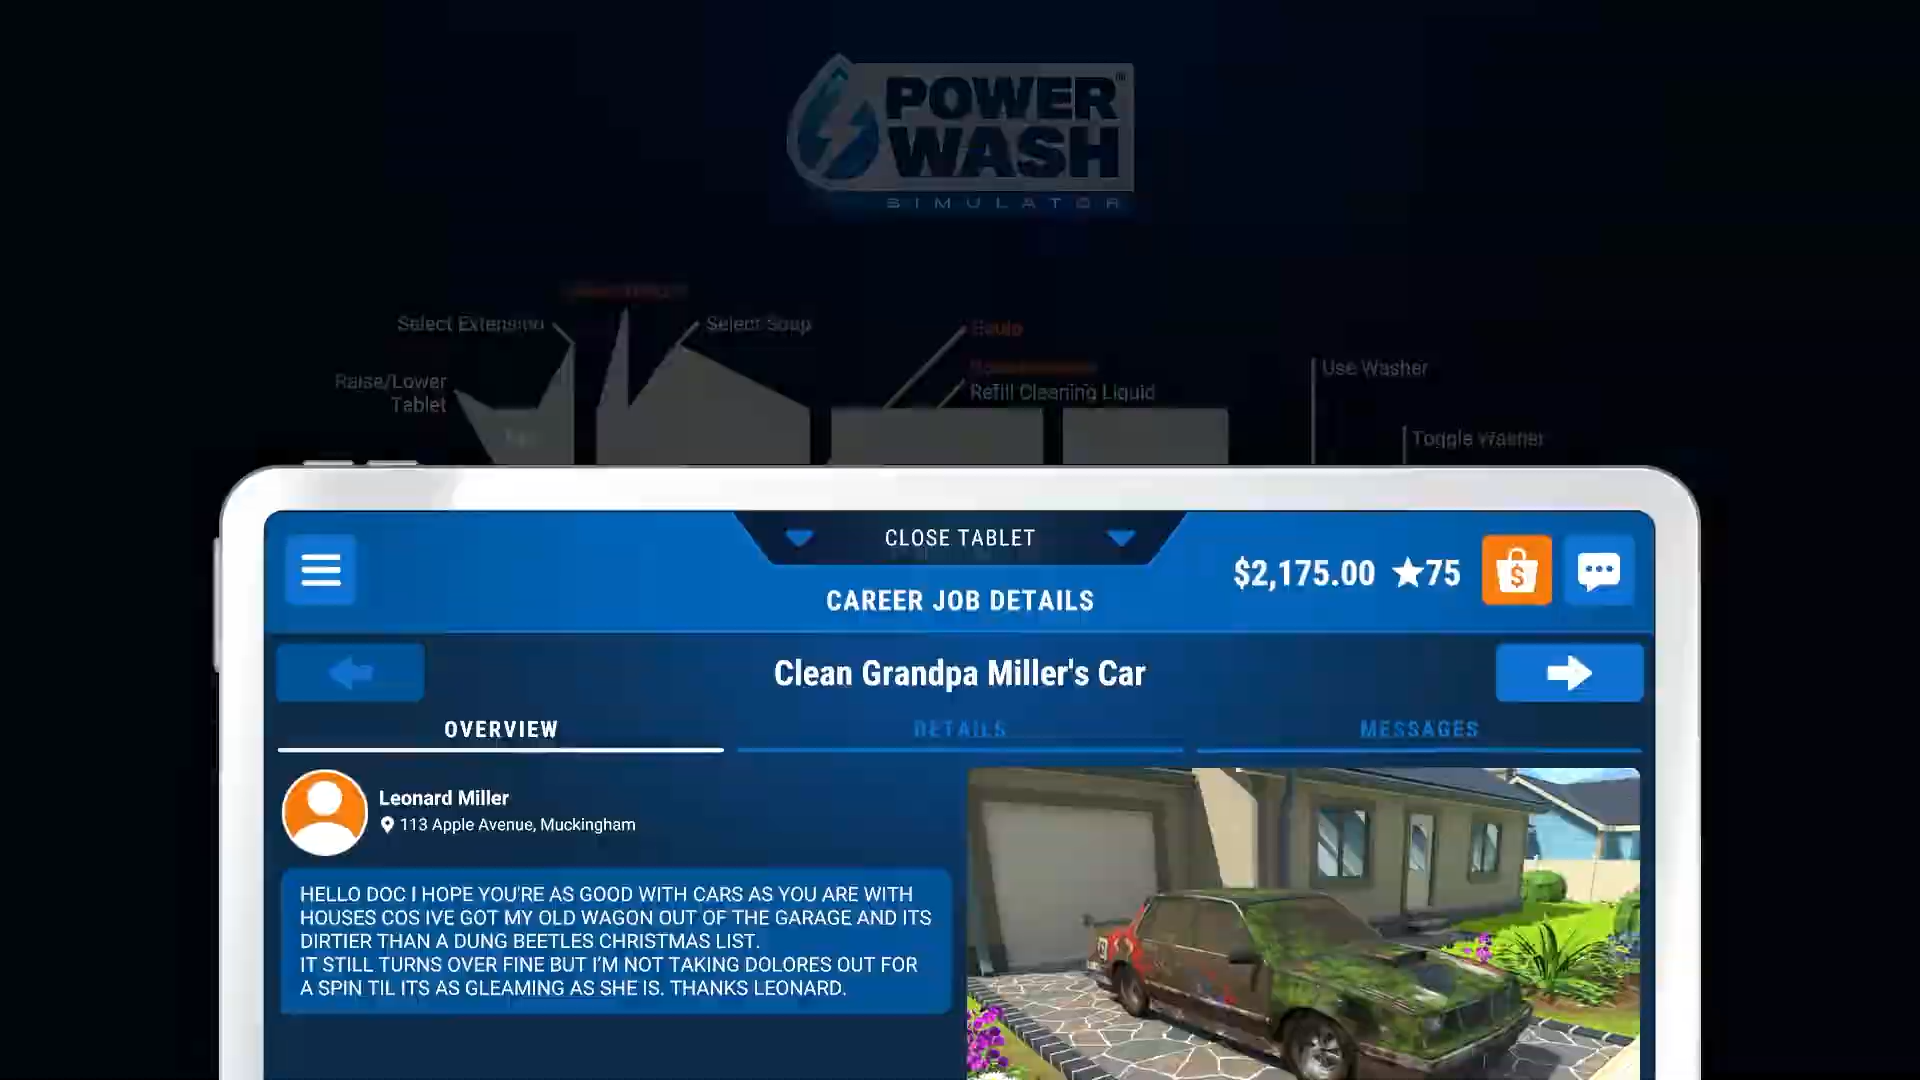 POWER
WASH
SIMULATOR
Select Extension
Select Soap
Equip
Raise/Lower
Tablet
Refill Cleaning Liquid
Use Washer
Toggle Washer
CLOSE TABLET
$2,175.00 ★75
CAREER JOB DETAILS
Clean Grandpa Miller's Car
OVERVIEW
DETAILS
MESSAGES
Leonard Miller
113 Apple Avenue, Muckingham
HELLO DOC I HOPE YOU'RE AS GOOD WITH CARS AS YOU ARE WITH
HOUSES COS IVE GOT MY OLD WAGON OUT OF THE GARAGE AND ITS
DIRTIER THAN A DUNG BEETLES CHRISTMAS LIST.
IT STILL TURNS OVER FINE BUT I'M NOT TAKING DOLORES OUT FOR
A SPIN TIL ITS AS GLEAMING AS SHE IS. THANKS LEONARD.